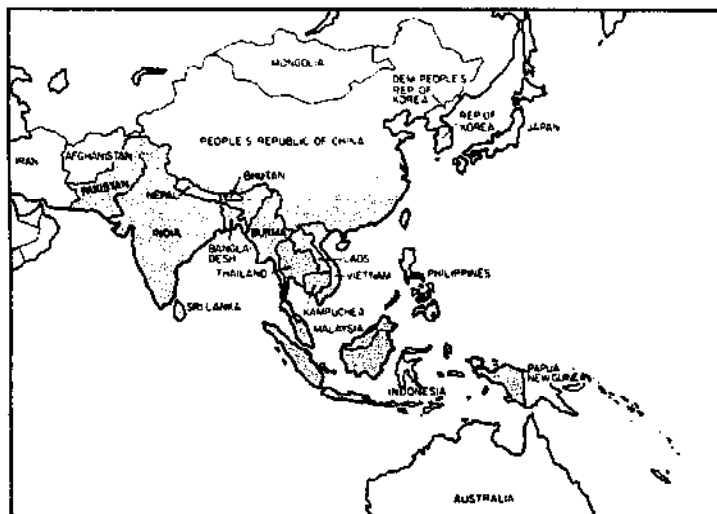 MONGOLIA
DEM PEOPLE'S
REP OF
KOREA
REP OF
KOREA
JAPAN
PEOPLE'S REPUBLIC OF CHINA
IRAN
AFGHANISTAN
PAKISTAN
NEPAL
BHUTAN
INDIA
BURMA
BANGLA-
DESH
LAOS
THAILAND
VIETNAM
PHILIPPINES
SRI LANKA
KAMPUCHEA
MALAYSIA
PAPUA
NEW GUINEA
INDONESIA
AUSTRALIA